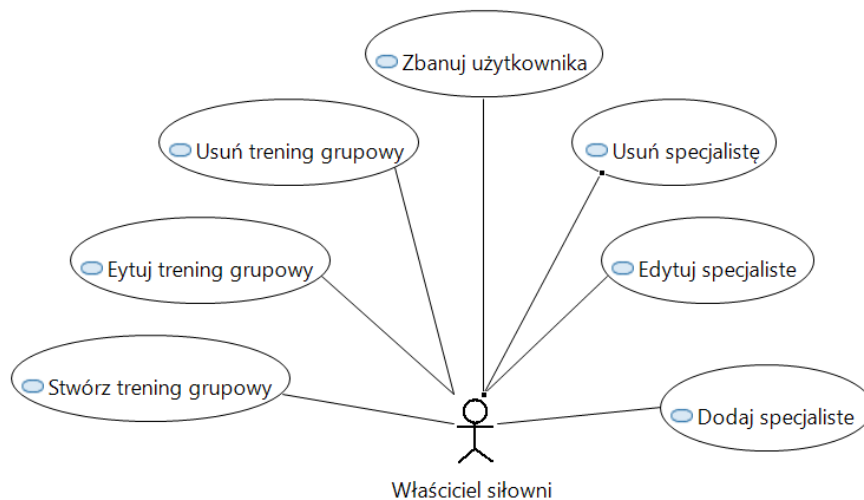 Zbanuj użytkownika
Usuń trening grupowy
Usuń specjalistę
Eytuj trening grupowy
Edytuj specjaliste
Stwórz trening grupowy
Dodaj specjaliste
Właściciel siłowni